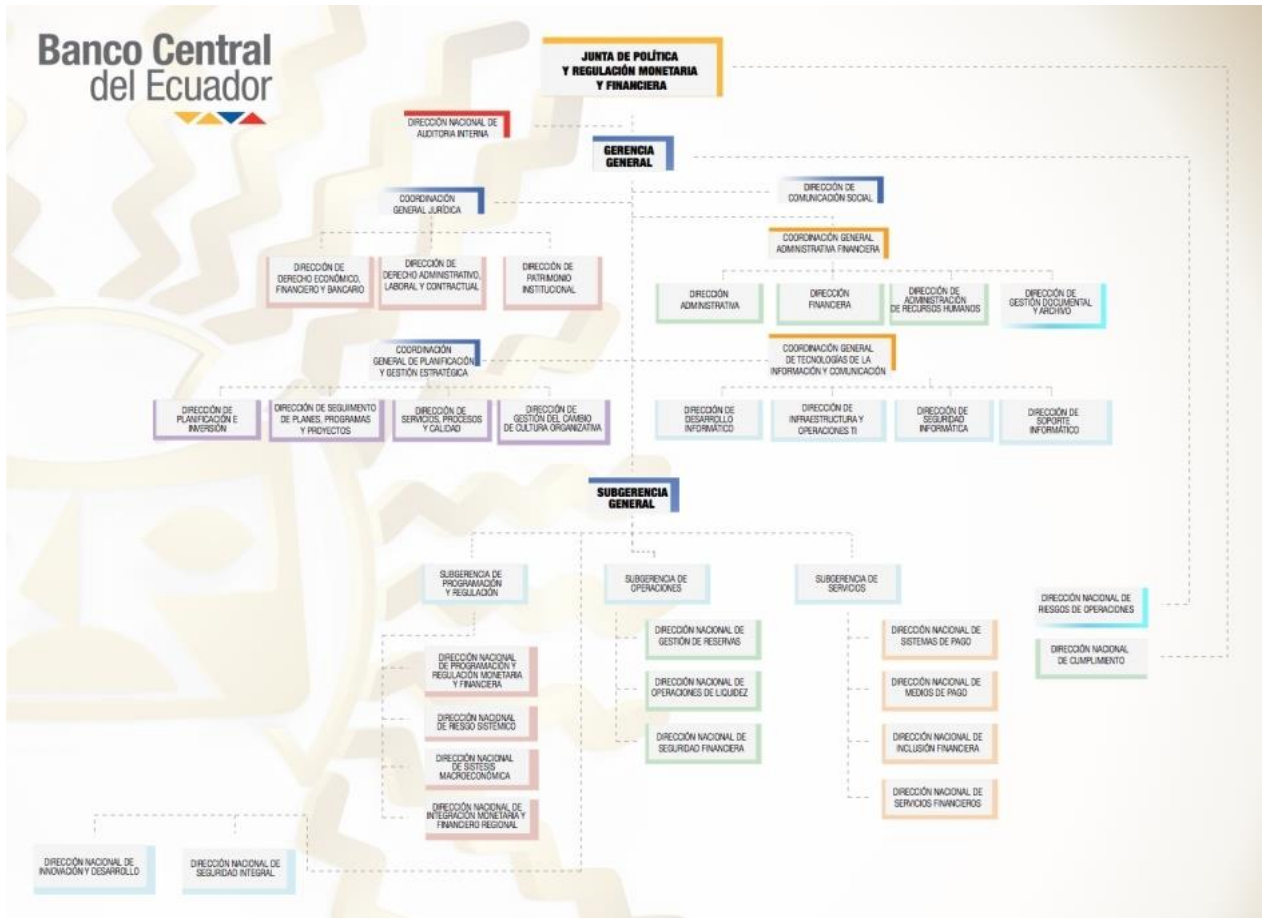 Banco Central
del Ecuador
JUNTA DE POLÍTICA
Y REGULACIÓN MONETARIA
Y FINANCIERA
DIRECCIÓN NACIONAL DE
AUDITORIA INTERNA
GERENCIA
GENERAL
COORDINACIÓN
GENERAL JURÍDICA
DIRECCIÓN DE
COMUNICACIÓN SOCIAL
COORDINACIÓN GENERAL
ADMINISTRATIVA FINANCIERA
DIRECCIÓN DE
DERECHO ECONÓMICO,
FINANCIERO Y BANCARIO
DIRECCIÓN DE
DERECHO ADMINISTRATIVO,
LABORAL Y CONTRACTUAL
DIRECCIÓN DE
PATRIMONIO
INSTITUCIONAL
DIRECCIÓN
ADMINISTRATIVA
DIRECCIÓN
FINANCIERA
DIRECCIÓN DE
ADMINISTRACIÓN
DE RECURSOS HUMANOS
DIRECCIÓN DE
GESTIÓN DOCUMENTAL
Y ARCHIVO
COORDINACIÓN
GENERAL DE PLANIFICACIÓN
Y GESTIÓN ESTRATÉGICA
COORDINACIÓN GENERAL
DE TECNOLOGÍAS DE LA
INFORMACIÓN Y COMUNICACIÓN
DIRECCIÓN DE
PLANIFICACIÓN E
INVERSIÓN
DIRECCIÓN DE SEGUIMENTO
DE PLANES, PROGRAMAS
Y PROYECTOS
DIRECCIÓN DE
SERVICIOS, PROCESOS
Y CALIDAD
DIRECCIÓN DE
GESTIÓN DEL CAMBIO
DE CULTURA ORGANIZATIVA
DIRECCIÓN DE
DESARROLLO
INFORMÁTICO
DIRECCIÓN DE
INFRAESTRUCTURA Y
OPERACIONES TI
DIRECCIÓN DE
SEGURIDAD
INFORMÁTICA
DIRECCIÓN DE
SOPORTE
INFORMÁTICO
SUBGERENCIA
GENERAL
SUBGERENCIA DE
PROGRAMACIÓN
Y REGULACIÓN
SUBGERENCIA DE
OPERACIONES
SUBGERENCIA DE
SERVICIOS
DIRECCIÓN NACIONAL DE
RIESGOS DE OPERACIONES
DIRECCIÓN NACIONAL
DE CUMPLIMIENTO
DIRECCIÓN NACIONAL
DE PROGRAMACIÓN Y
REGULACIÓN MONETARIA
Y FINANCIERA
DIRECCIÓN NACIONAL
DE RIESGO SISTÉMICO
DIRECCIÓN NACIONAL
DE SISTESIS
MACROECONÓMICA
DIRECCIÓN NACIONAL DE
INTEGRACIÓN MONETARIA Y
FINANCIERO REGIONAL
DIRECCIÓN NACIONAL DE
GESTIÓN DE RESERVAS
DIRECCIÓN NACIONAL DE
OPERACIONES DE LIQUIDEZ
DIRECCIÓN NACIONAL DE
SEGURIDAD FINANCIERA
DIRECCIÓN NACIONAL DE
SISTEMAS DE PAGO
DIRECCIÓN NACIONAL DE
MEDIOS DE PAGO
DIRECCIÓN NACIONAL DE
INCLUSIÓN FINANCIERA
DIRECCIÓN NACIONAL DE
SERVICIOS FINANCIEROS
DIRECCIÓN NACIONAL DE
INNOVACIÓN Y DESARROLLO
DIRECCIÓN NACIONAL DE
SEGURIDAD INTEGRAL